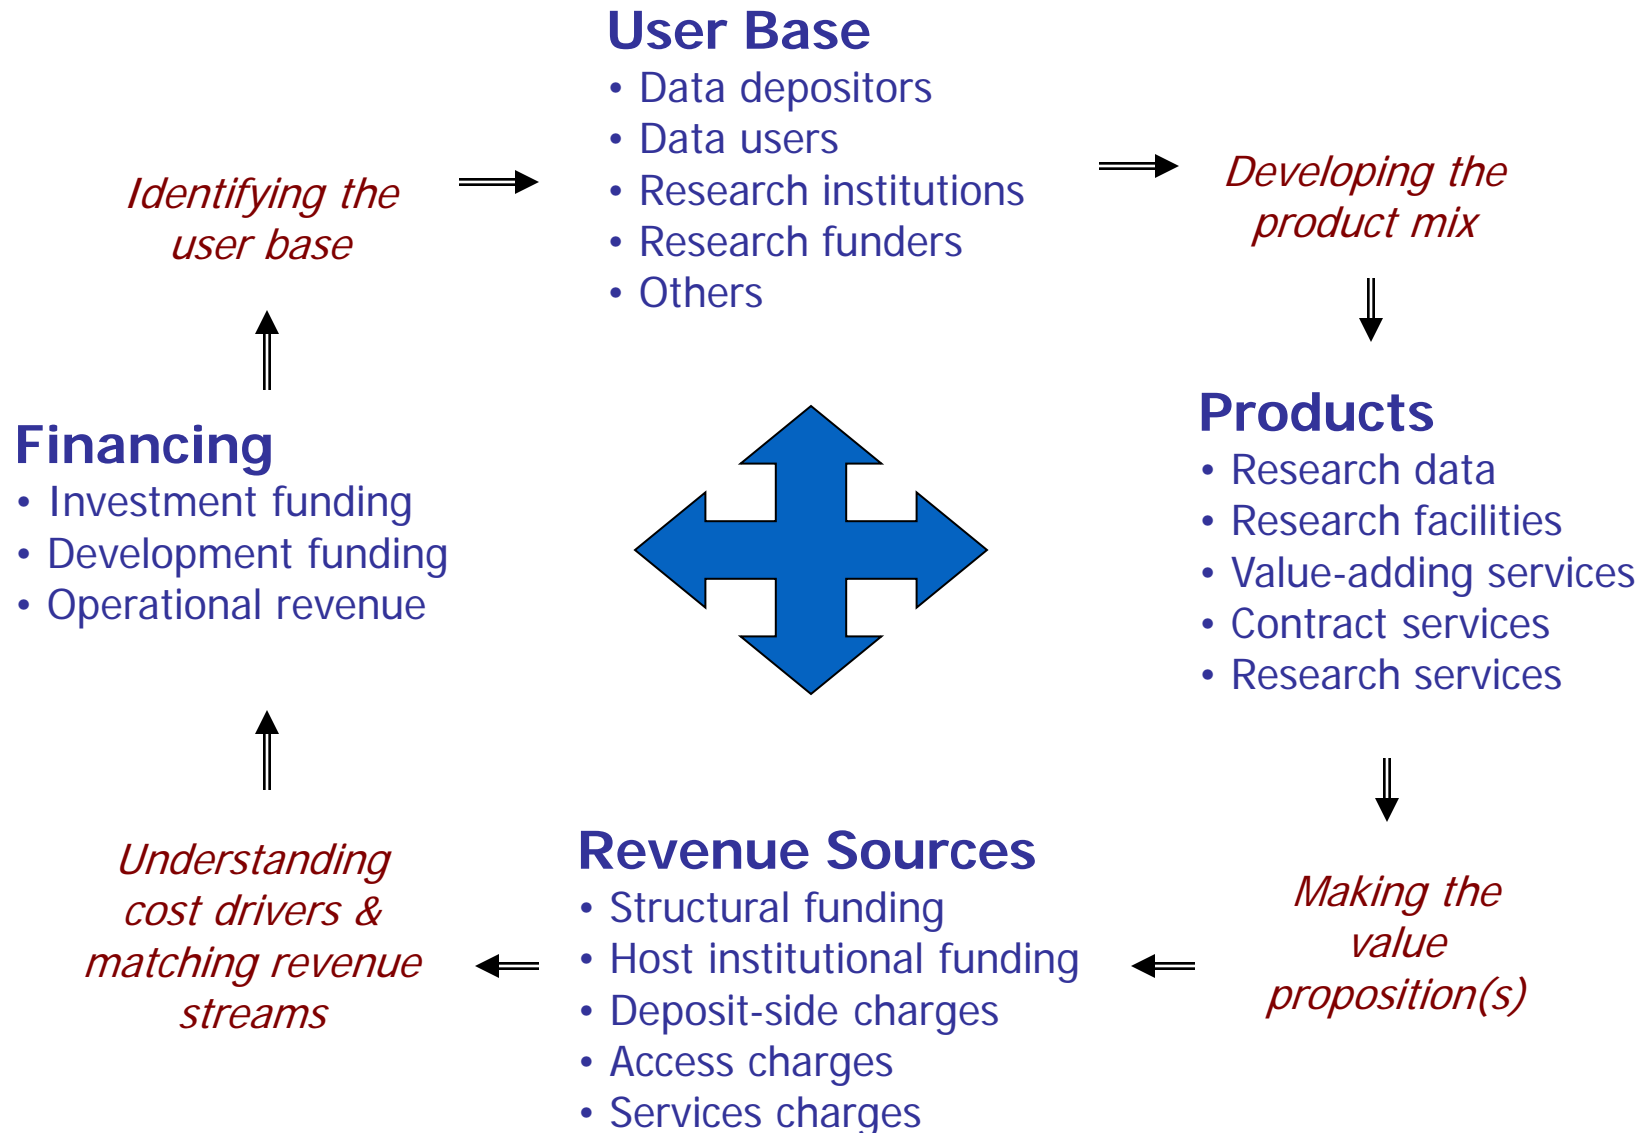 User Base
• Data depositors
• Data users
• Research institutions
• Research funders
• Others
Developing the
product mix
Products
• Research data
• Research facilities
• Value-adding services
• Contract services
• Research services
Making the
value
proposition(s)
Revenue Sources
• Structural funding
• Host institutional funding
• Deposit-side charges
• Access charges
• Services charges
Understanding
cost drivers &
matching revenue
streams
Financing
• Investment funding
• Development funding
• Operational revenue
Identifying the
user base